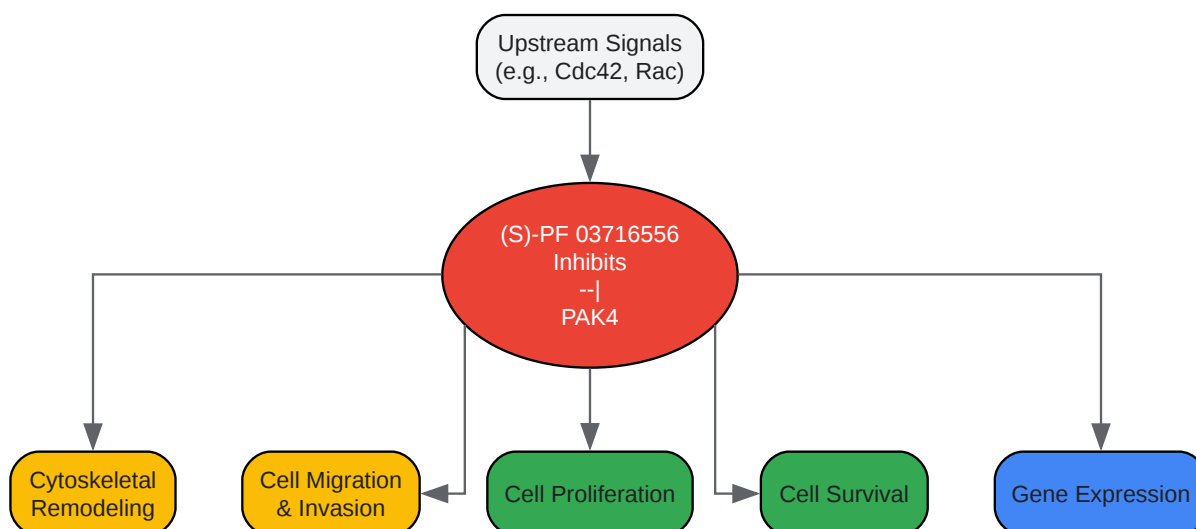 Upstream Signals
(e.g., Cdc42, Rac)
(S)-PF 03716556
Inhibits
--|
PAK4
Cytoskeletal
Remodeling
Cell Migration
& Invasion
Cell Proliferation
Cell Survival
Gene Expression